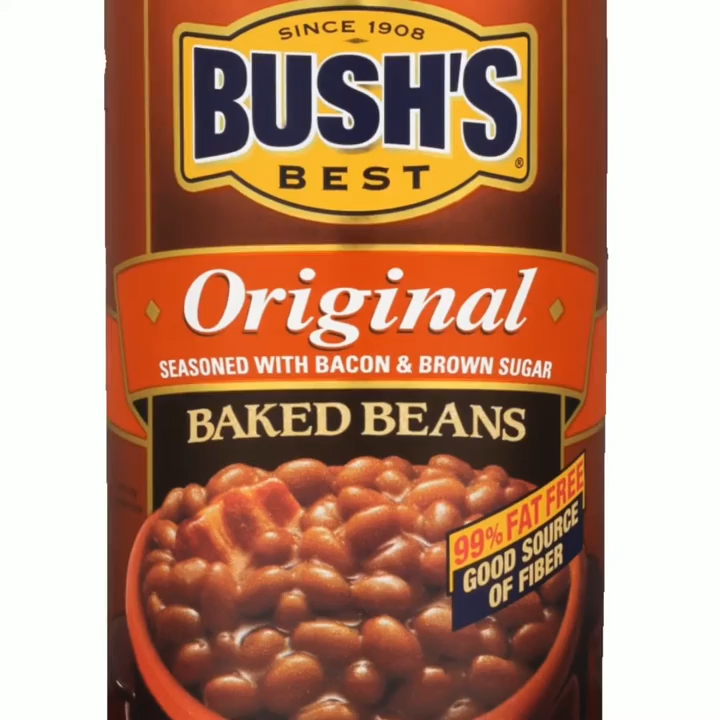 SINCE 1908
BUSH'S
BEST
®
Original
SEASONED WITH BACON & BROWN SUGAR
BAKED BEANS
99% FAT FREE
GOOD SOURCE
OF FIBER